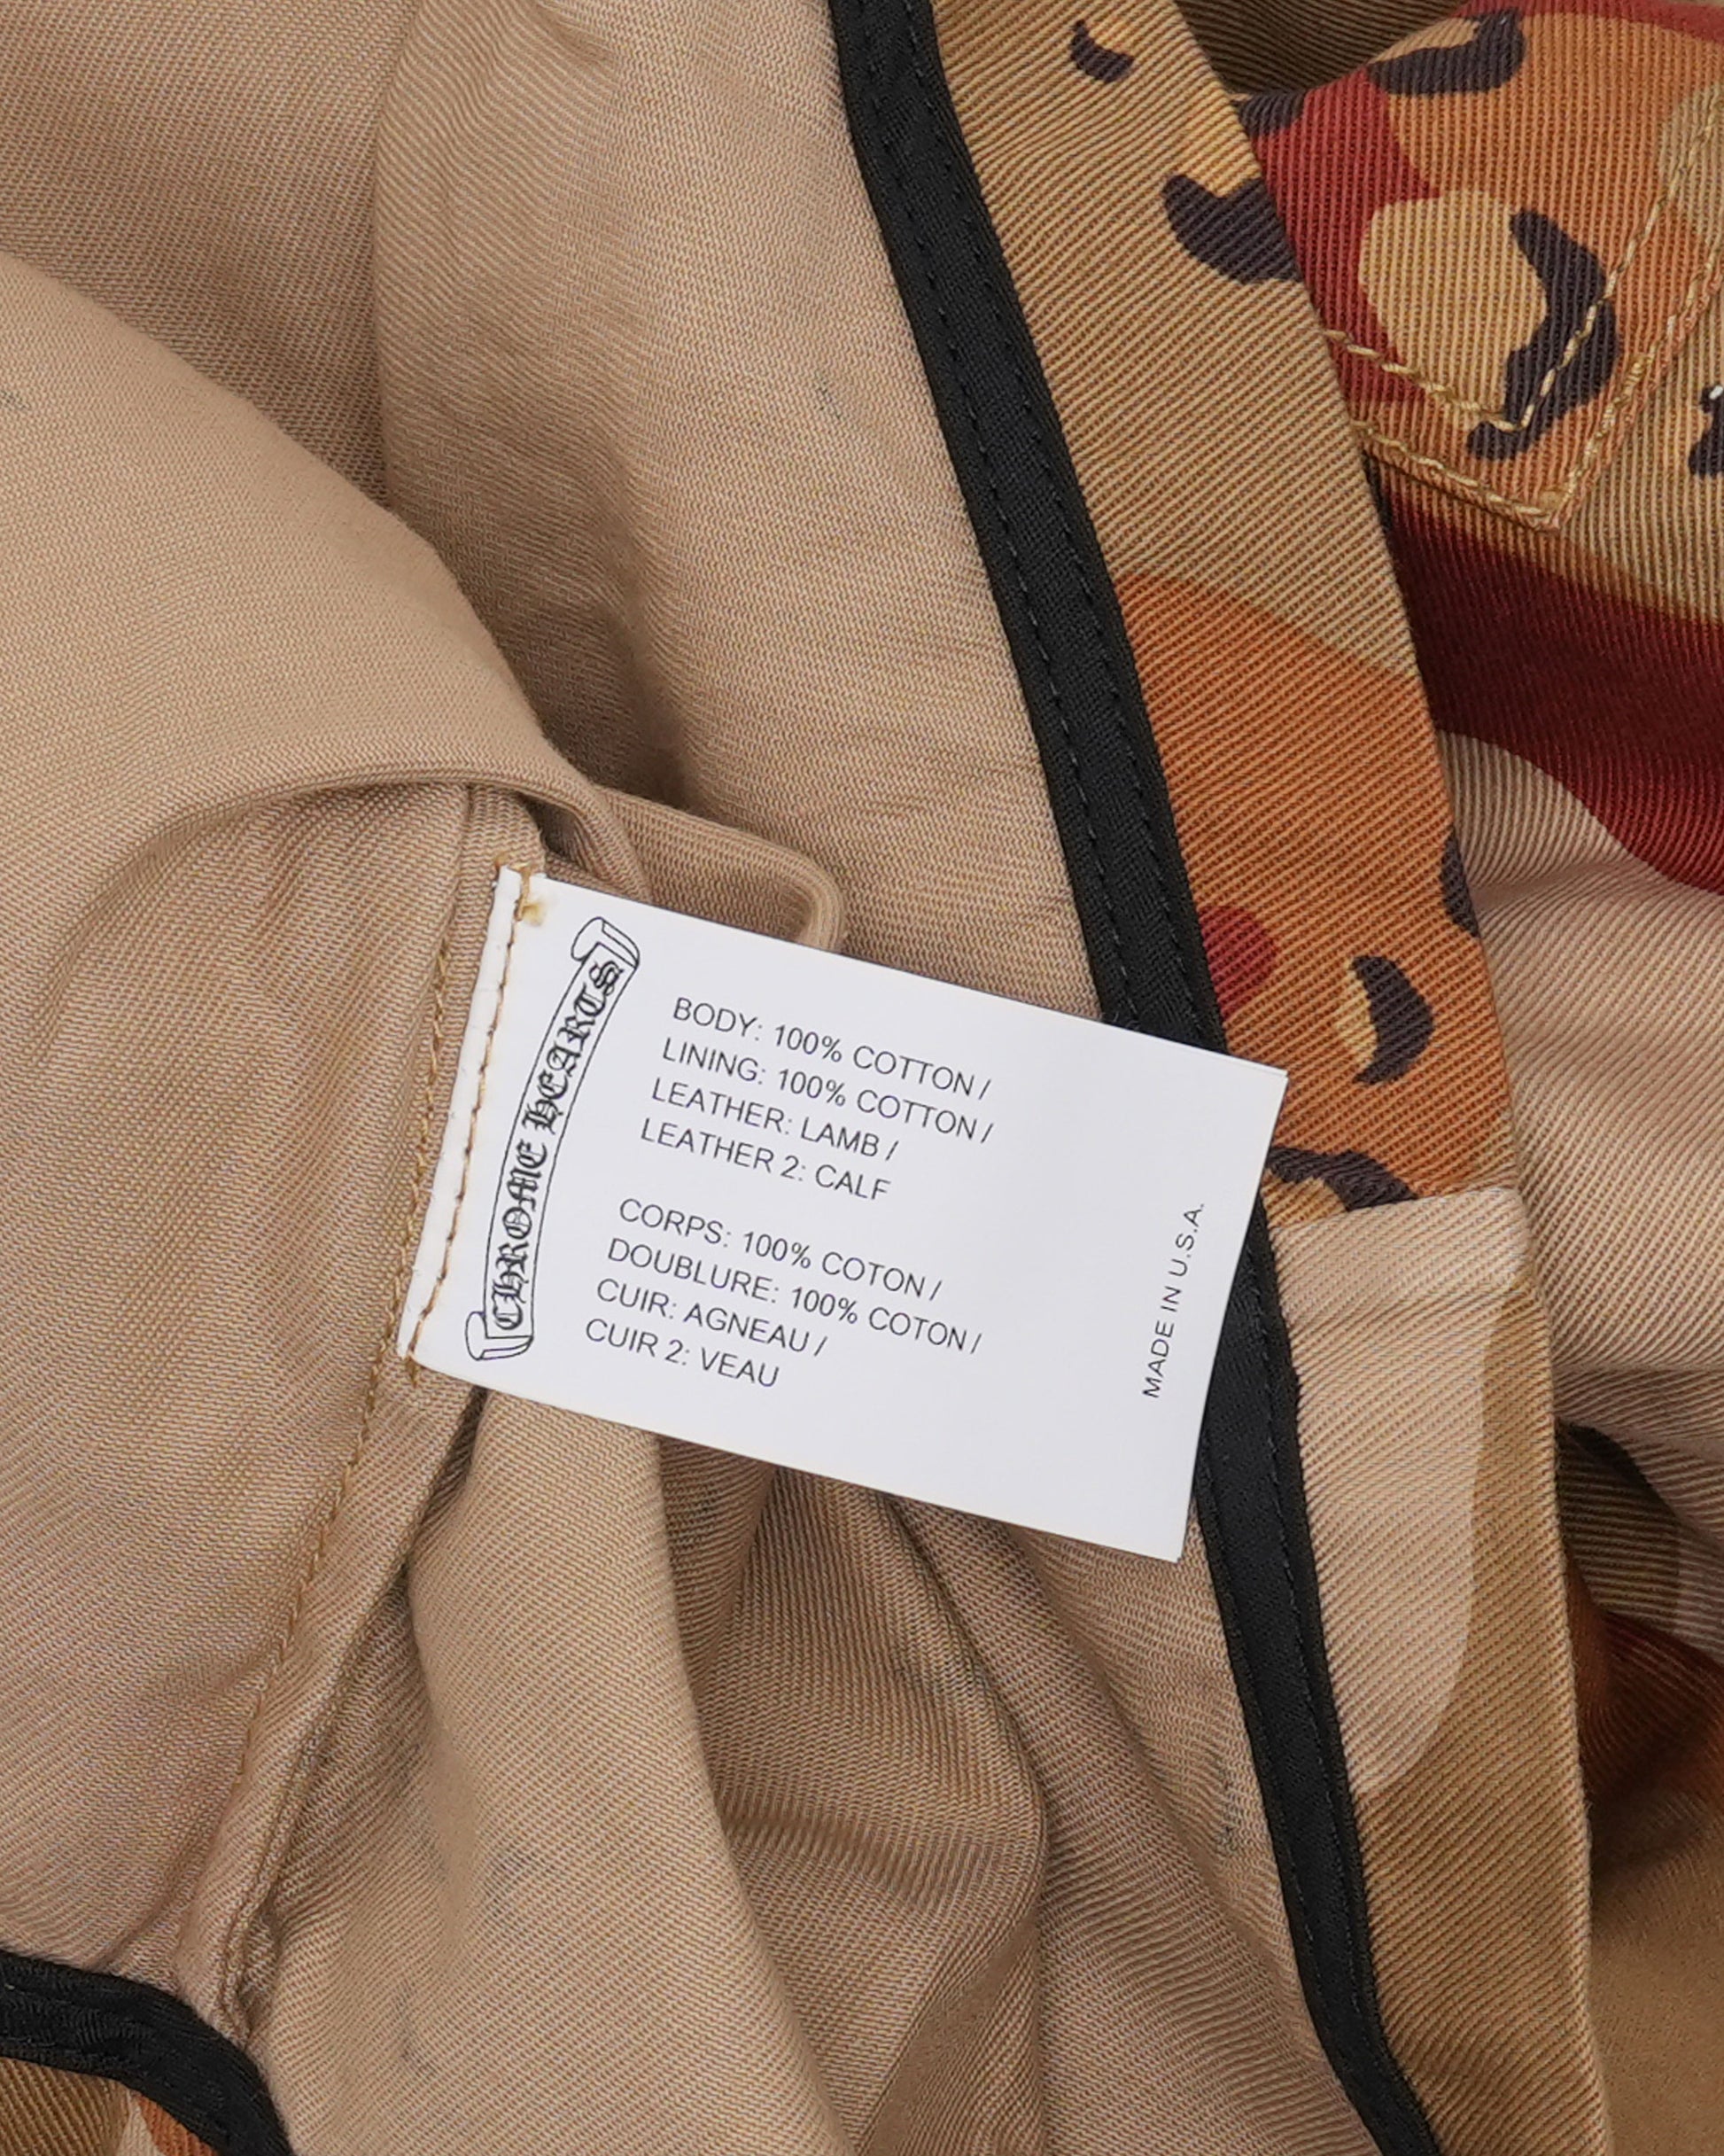 CHROME HEARTS
BODY: 100% COTTON /
LINING: 100% COTTON /
LEATHER: LAMB /
LEATHER 2: CALF
CORPS: 100% COTON /
DOUBLURE: 100% COTON /
CUIR: AGNEAU /
CUIR 2: VEAU
MADE IN U.S.A.